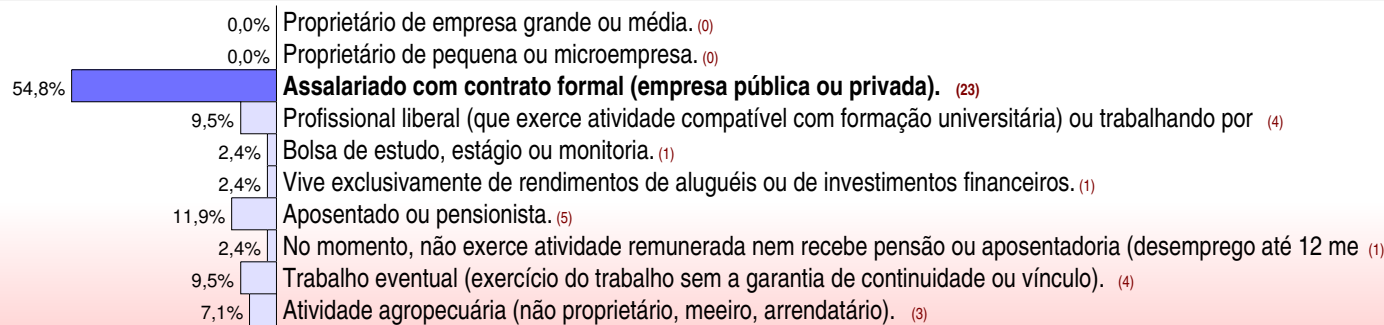 0,0% Proprietário de empresa grande ou média. (0)
0,0% Proprietário de pequena ou microempresa. (0)
54,8% Assalariado com contrato formal (empresa pública ou privada). (23)
9,5% Profissional liberal (que exerce atividade compatível com formação universitária) ou trabalhando por (4)
2,4% Bolsa de estudo, estágio ou monitoria. (1)
2,4% Vive exclusivamente de rendimentos de aluguéis ou de investimentos financeiros. (1)
11,9% Aposentado ou pensionista. (5)
2,4% No momento, não exerce atividade remunerada nem recebe pensão ou aposentadoria (desemprego até 12 me (1)
9,5% Trabalho eventual (exercício do trabalho sem a garantia de continuidade ou vínculo). (4)
7,1% Atividade agropecuária (não proprietário, meeiro, arrendatário). (3)